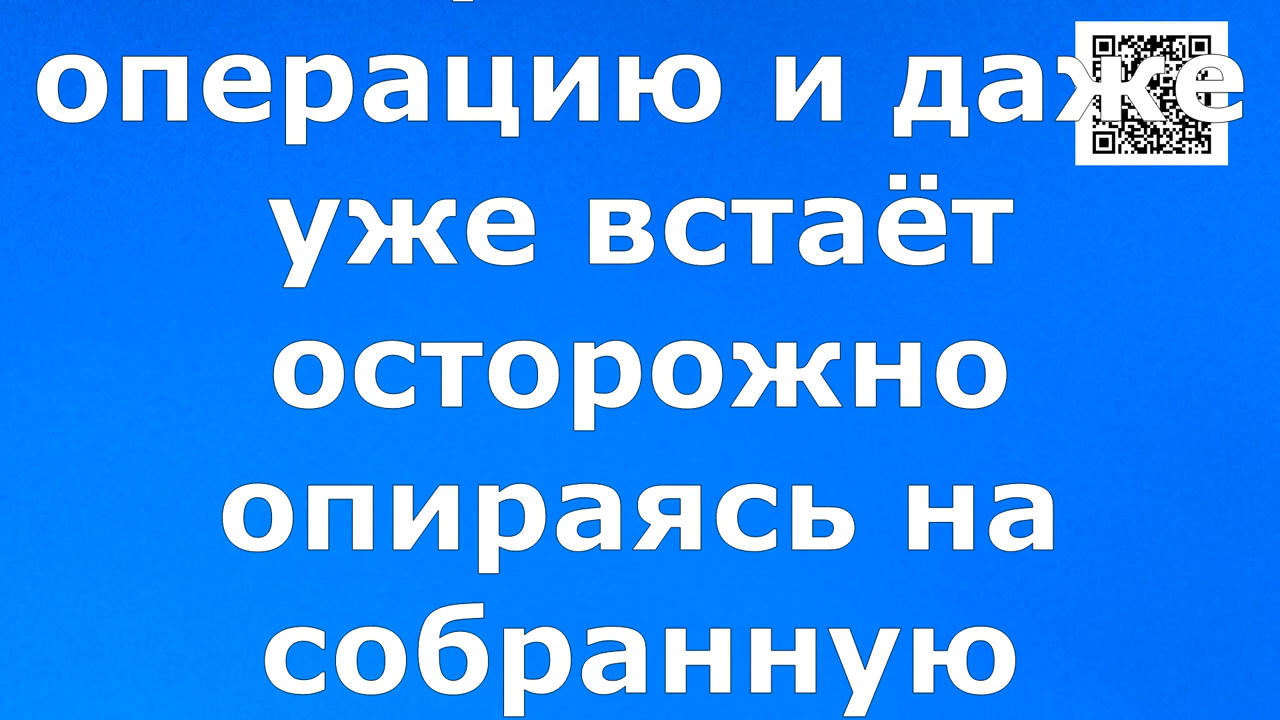 операцию и даже
уже встаёт
осторожно
опираясь на
собранную